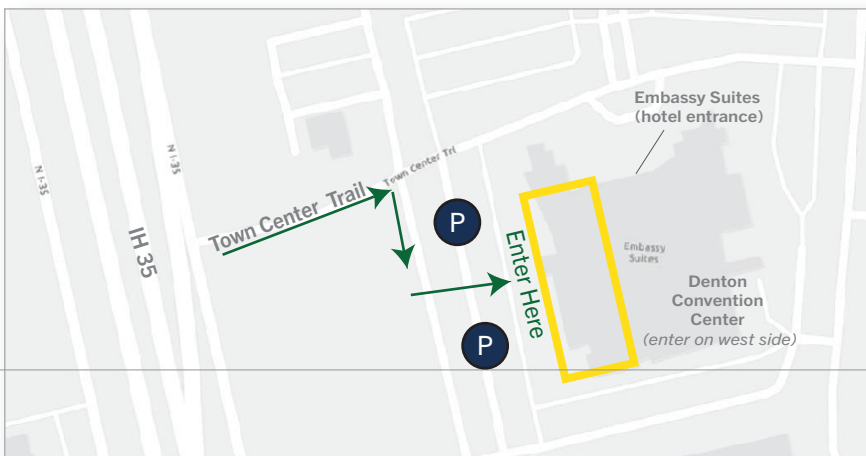 Embassy Suites
(hotel entrance)
Town Center Trl
N I-35
N I-35
Town Center Trail
P
IH 35
Enter Here
Embassy
Suites
Denton
Convention
Center
(enter on west side)
P